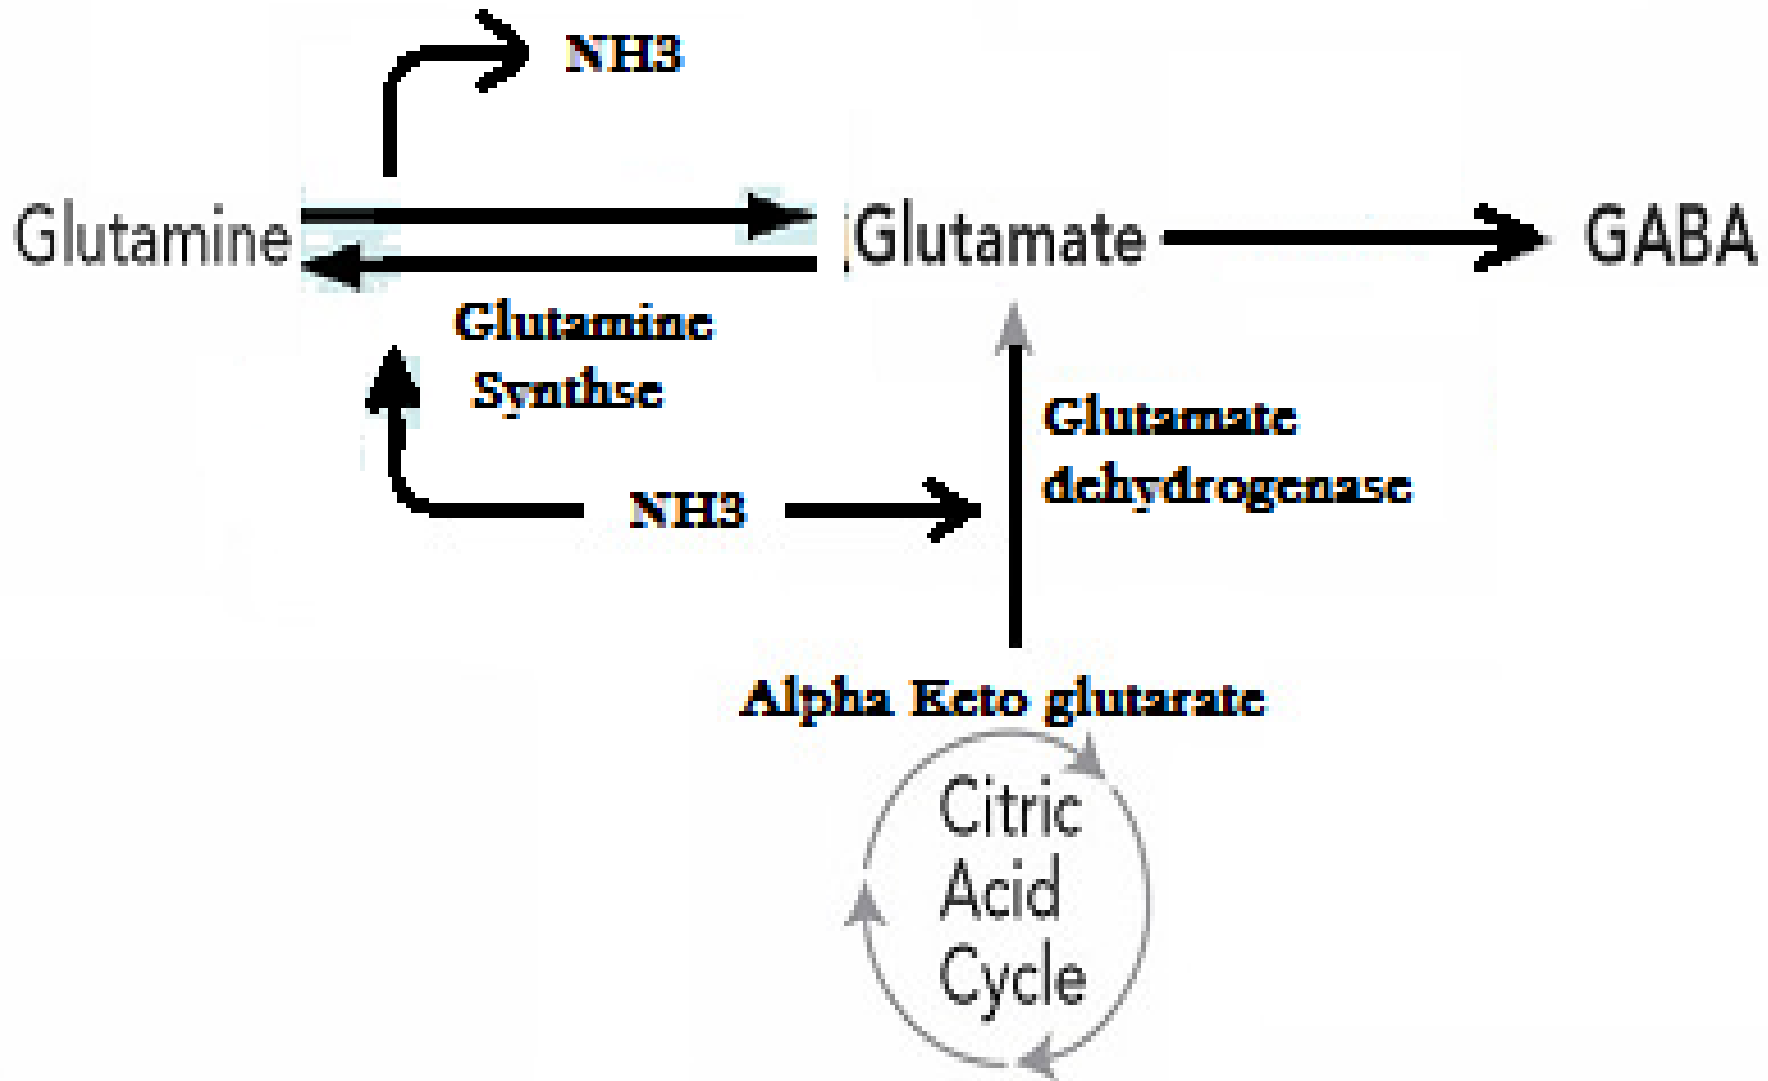 NH3
Glutamine
Glutamate
GABA
Glutamine
Synthse
Glutamate
dehydrogenase
NH3
Alpha Keto glutarate
Citric
Acid
Cycle